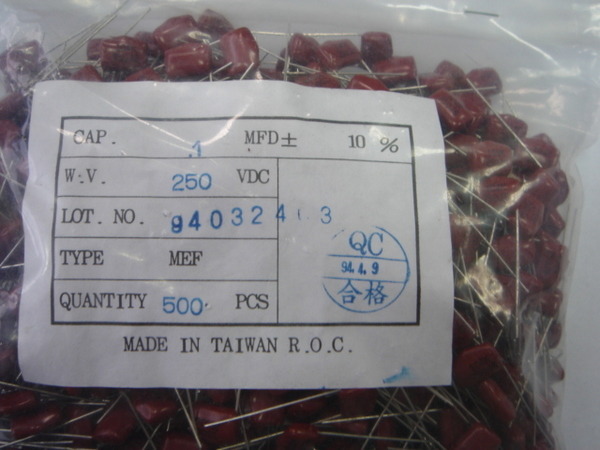 CAP. .1 MFD± 10 %
W.V. 250 VDC
LOT. NO. 940324 3
TYPE MEF
QUANTITY 500 PCS
QC
94.4.9
合格
MADE IN TAIWAN R.O.C.